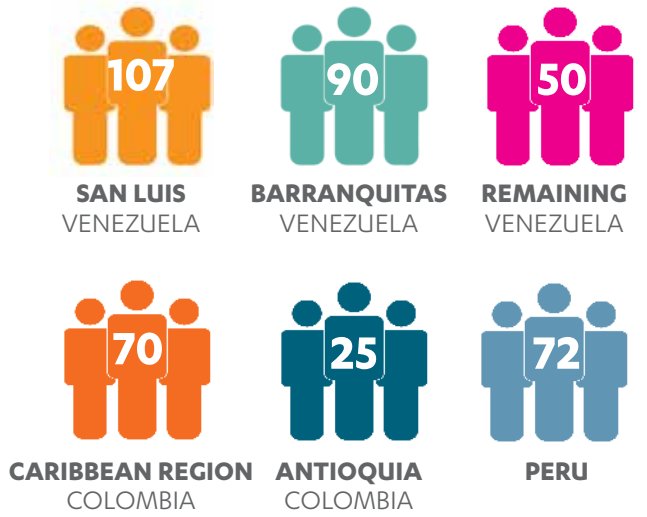 107
SAN LUIS
VENEZUELA
90
BARRANQUITAS
VENEZUELA
50
REMAINING
VENEZUELA
70
CARIBBEAN REGION
COLOMBIA
25
ANTIOQUIA
COLOMBIA
72
PERU